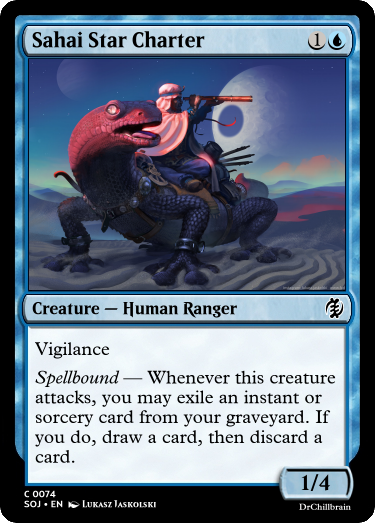 Sahai Star Charter 1
Creature — Human Ranger
Vigilance
Spellbound — Whenever this creature
attacks, you may exile an instant or
sorcery card from your graveyard. If
you do, draw a card, then discard a
card.
1/4
C 0074
SOJ • EN Lukasz Jaskolski
DrChillbrain